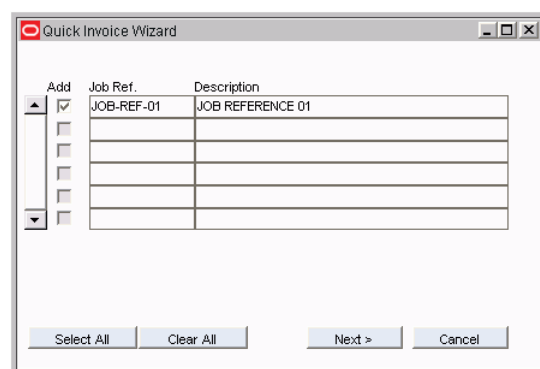 Quick Invoice Wizard
Add Job Ref. Description
JOB-REF-01 JOB REFERENCE 01
Select All Clear All Next > Cancel